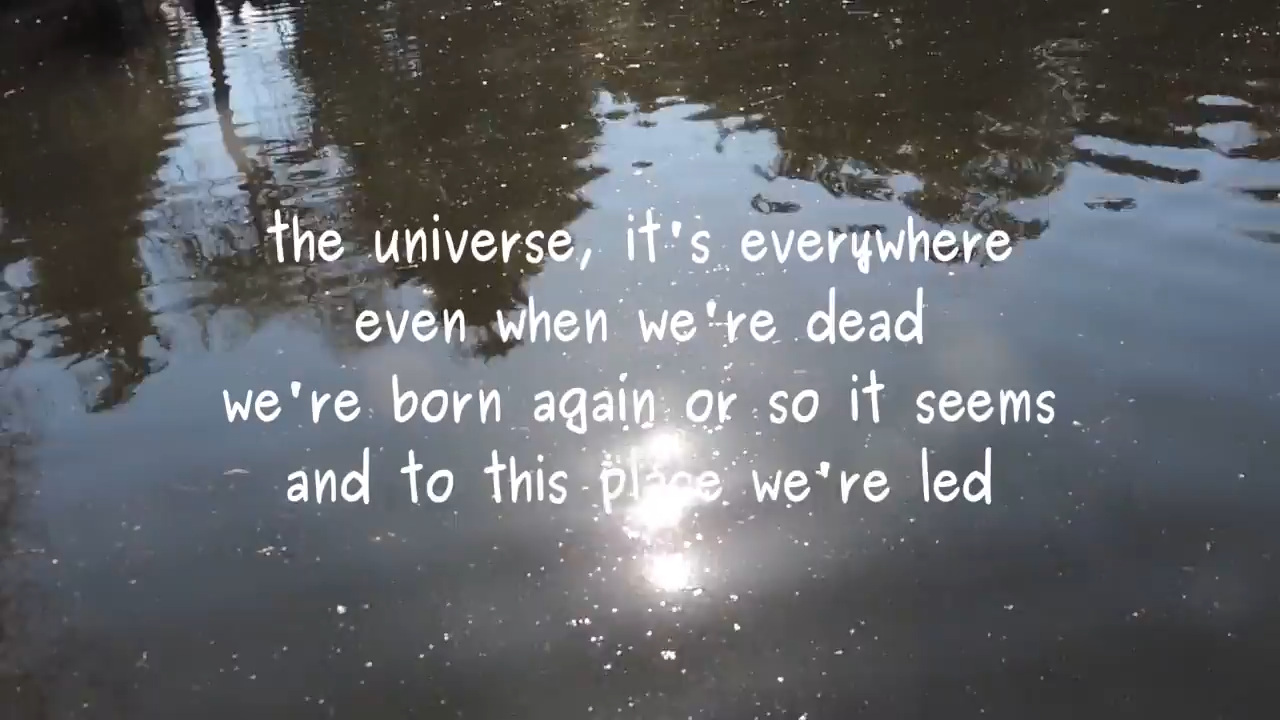 the universe, it's everywhere
even when we're dead
we're born again or so it seems
and to this place we're led